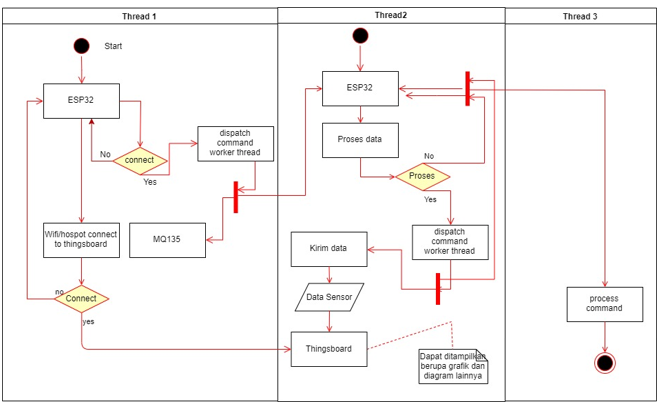 Thread 1
Thread2
Thread 3
Start
ESP32
connect
No
Yes
dispatch
command
worker thread
Wifi/hospot connect
to thingsboard
MQ135
no
Connect
yes
ESP32
Proses data
No
Proses
Yes
dispatch
command
worker thread
Kirim data
Data Sensor
Thingsboard
Dapat ditampilkan
berupa grafik dan
diagram lainnya
process
command